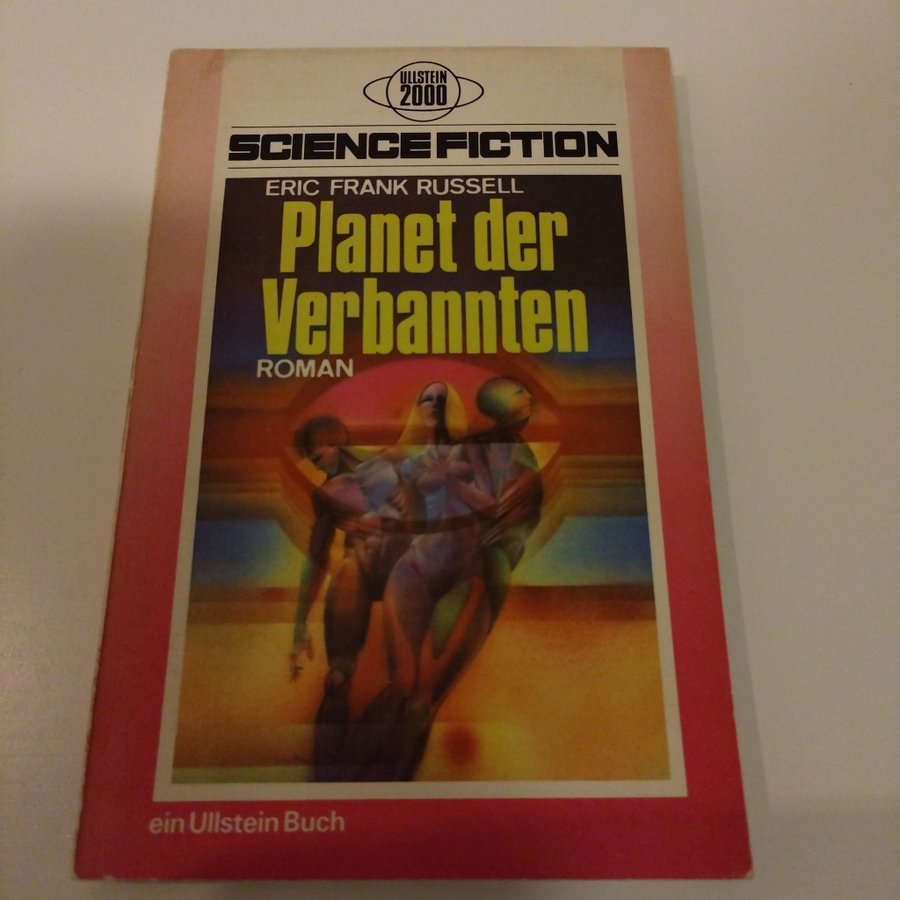 ULLSTEIN
2000
SCIENCE FICTION
ERIC FRANK RUSSELL
Planet der
Verbannten
ROMAN
ein Ullstein Buch